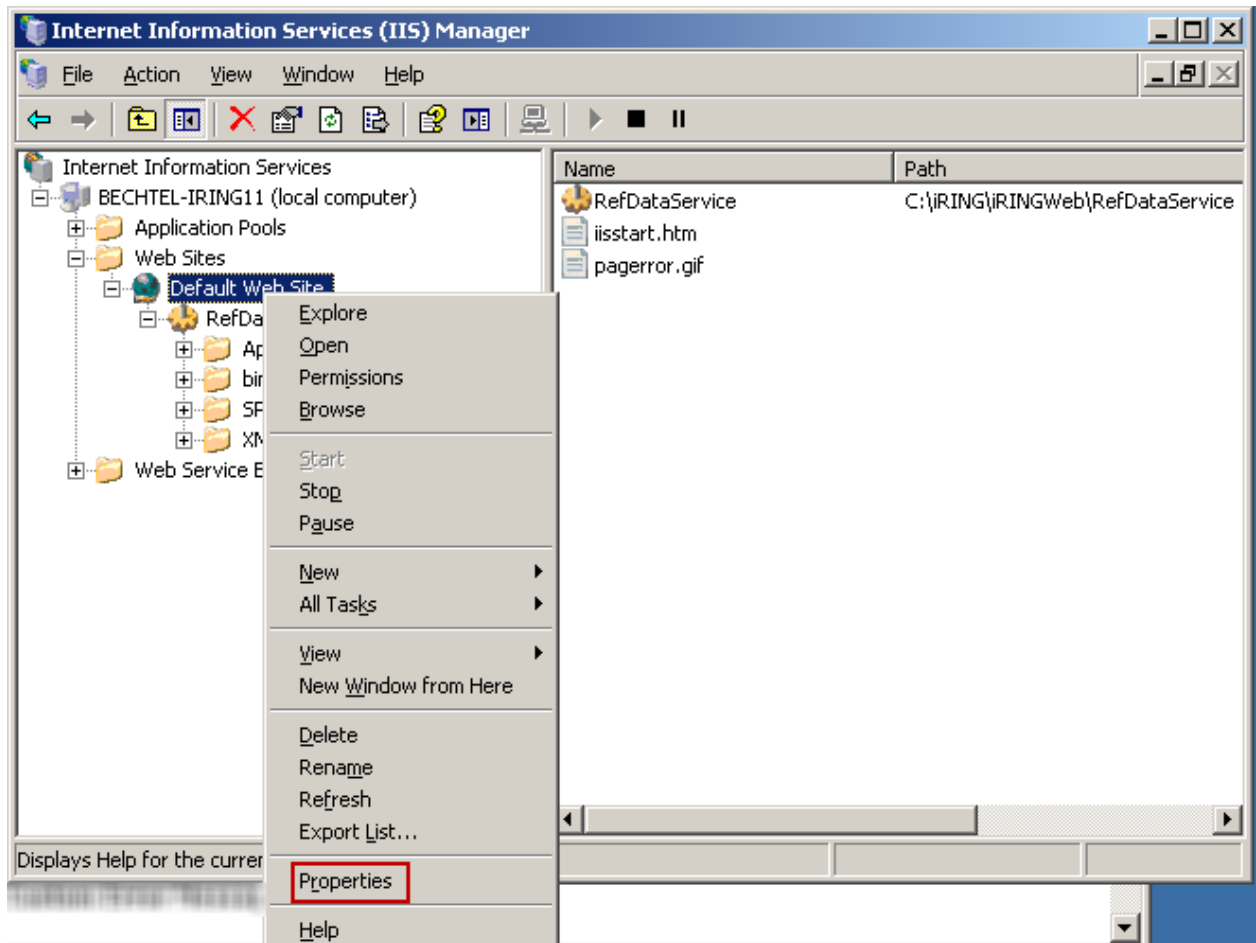 Internet Information Services (IIS) Manager
File Action View Window Help
Internet Information Services
BECHTEL-IRING11 (local computer)
Application Pools
Web Sites
Default Web Site
RefDa
Ap
bin
SP
XM
Web Service E
Name Path
RefDataService C:\iRING\iRINGWeb\RefDataService
iisstart.htm
pagerror.gif
Explore
Open
Permissions
Browse
Start
Stop
Pause
New
All Tasks
View
New Window from Here
Delete
Rename
Refresh
Export List...
Properties
Help
Displays Help for the currer